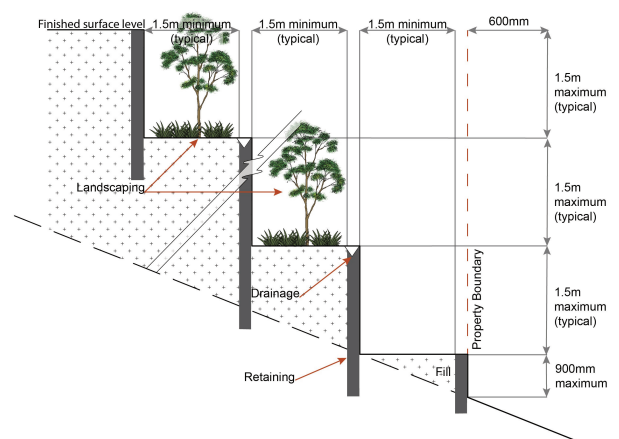 Finished surface level
1.5m minimum
(typical)
1.5m minimum
(typical)
1.5m minimum
(typical)
600mm
1.5m
maximum
(typical)
Landscaping
1.5m
maximum
(typical)
Drainage
Property Boundary
1.5m
maximum
(typical)
Retaining
Fill
900mm
maximum